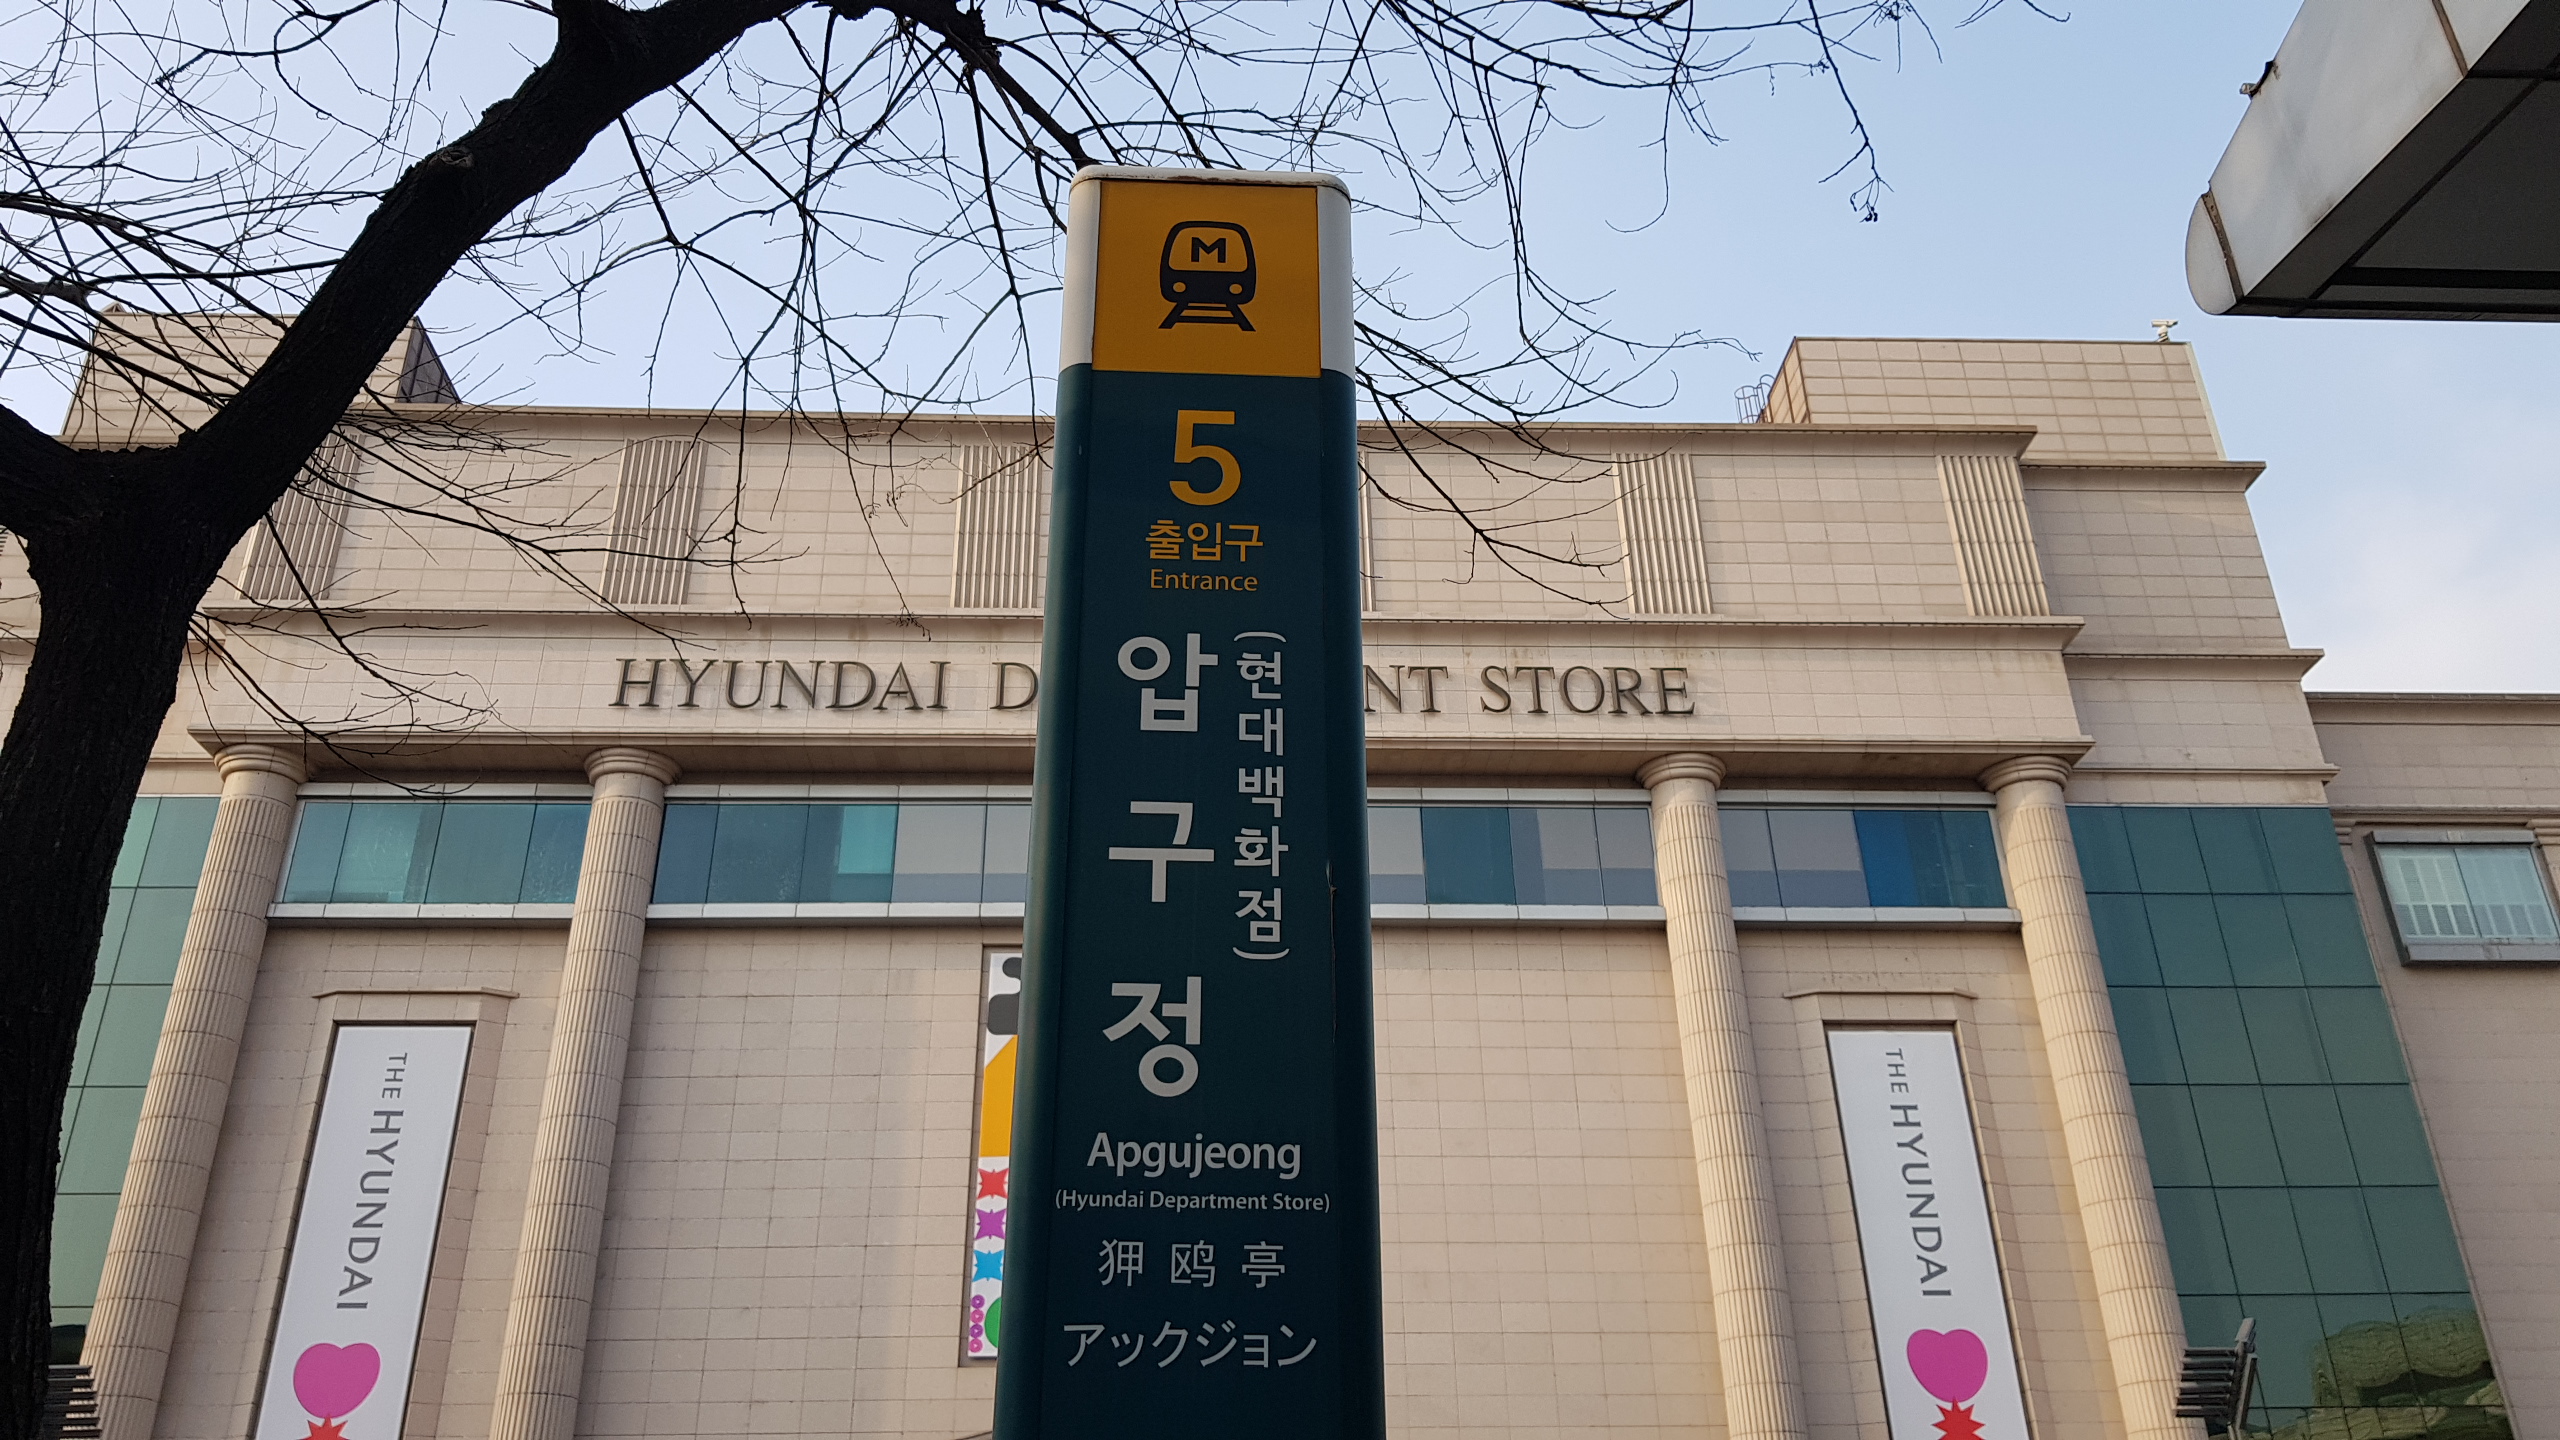 M
5
출입구
Entrance
압구정
(현대백화점)
Apgujeong
(Hyundai Department Store)
狎鸥亭
アックジョン
HYUNDAI D NT STORE
THE HYUNDAI
THE HYUNDAI